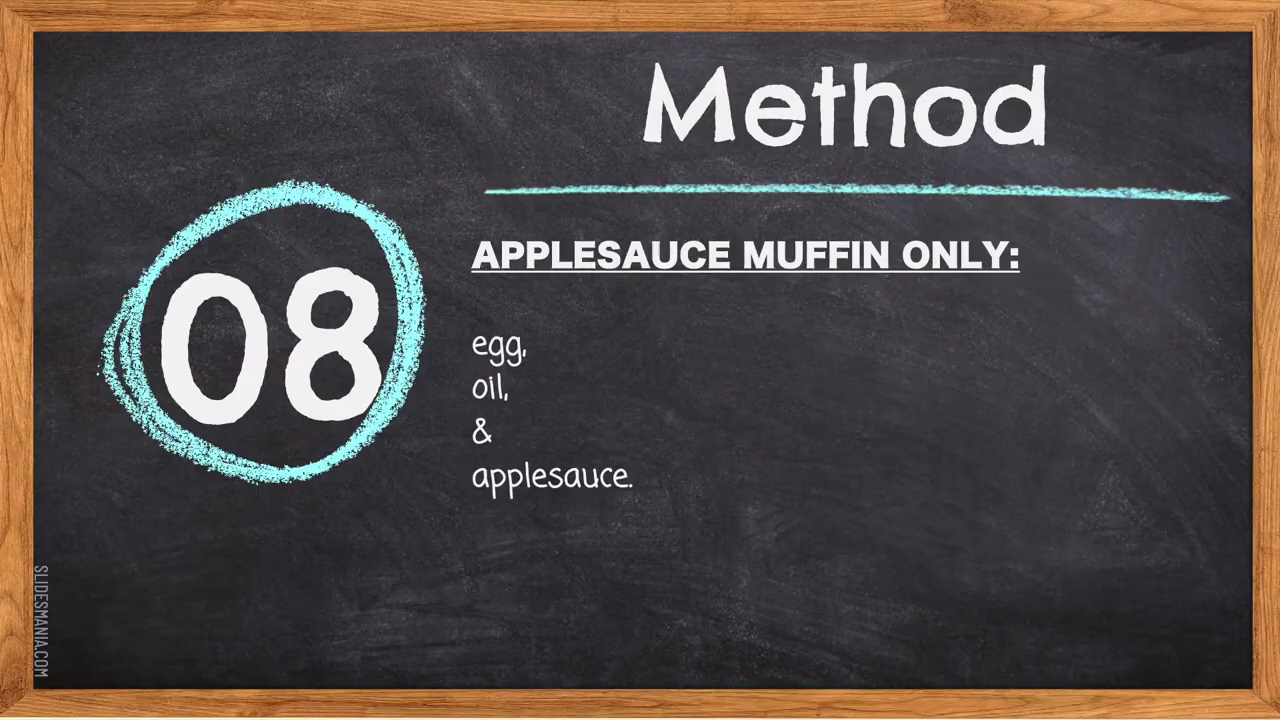 Method
08
APPLESAUCE MUFFIN ONLY:
egg,
oil,
&
applesauce.
SLIDESMANIA.COM